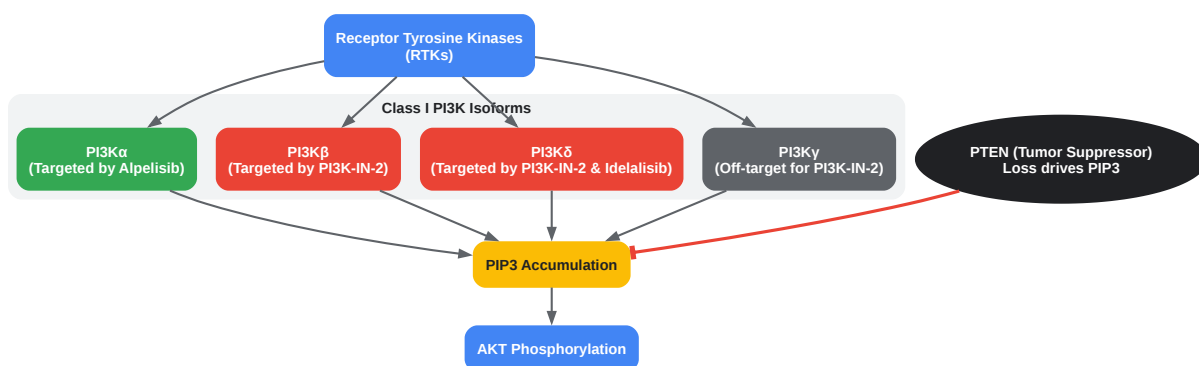 Receptor Tyrosine Kinases
(RTKs)
Class I PI3K Isoforms
PI3Kα
(Targeted by Alpelisib)
PI3Kβ
(Targeted by PI3K-IN-2)
PI3Kδ
(Targeted by PI3K-IN-2 & Idelalisib)
PI3Kγ
(Off-target for PI3K-IN-2)
PTEN (Tumor Suppressor)
Loss drives PIP3
PIP3 Accumulation
AKT Phosphorylation